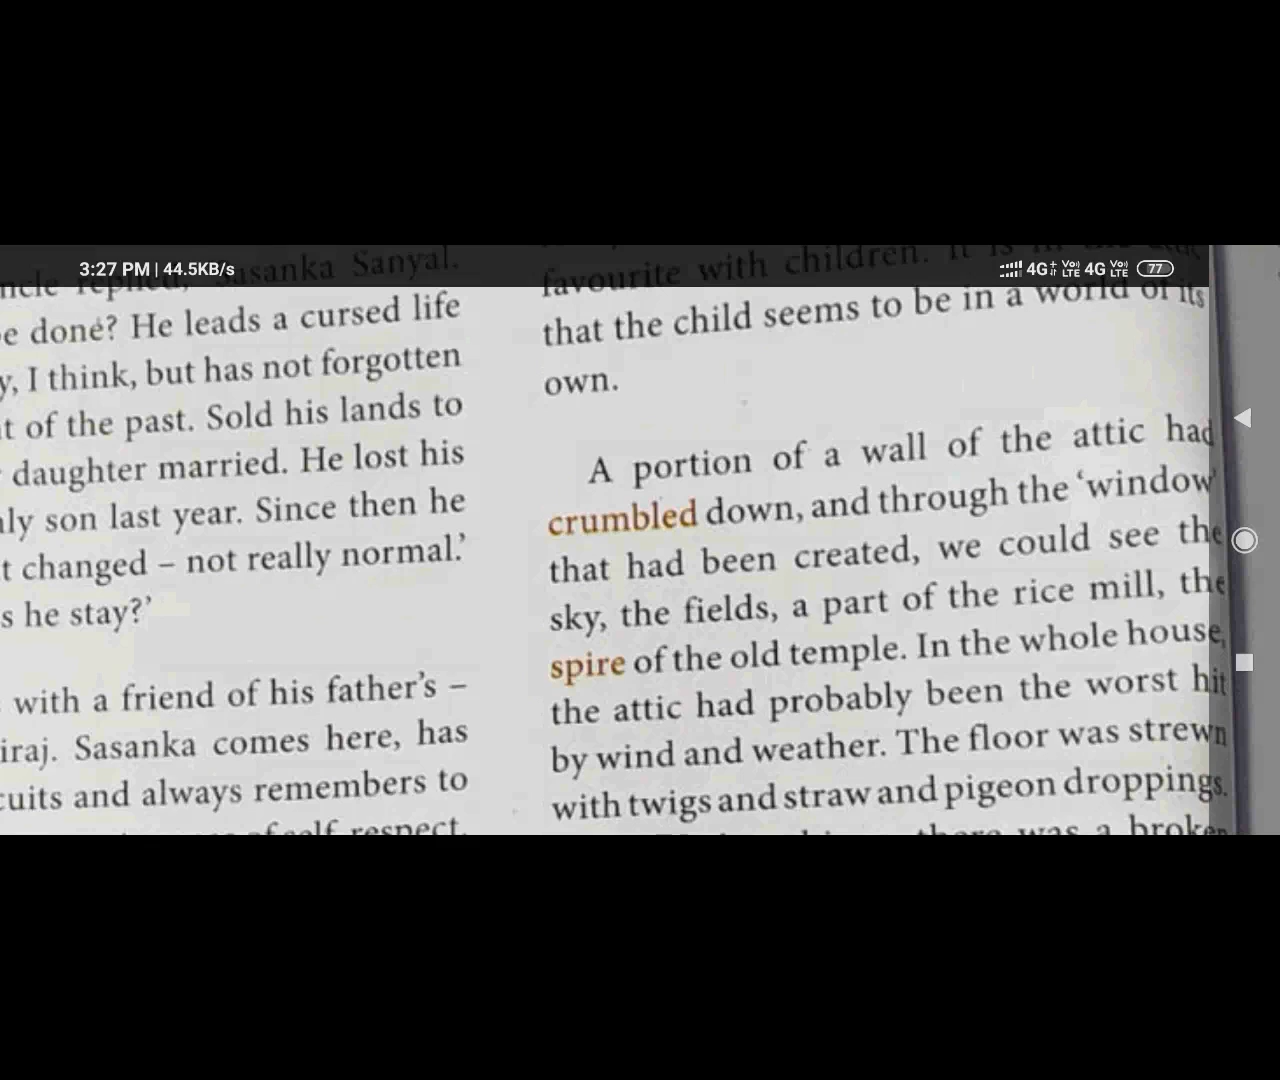 3:27 PM | 44.5KB/s
4G+ VoLTE 4G VoLTE 77
replied, Sasanka Sanyal.
done? He leads a cursed life
I think, but has not forgotten
of the past. Sold his lands to
daughter married. He lost his
son last year. Since then he
changed – not really normal.'
he stay?'
with a friend of his father's –
Sasanka comes here, has
and always remembers to
respect.
favourite with children. It is in the
that the child seems to be in a world of its
own.
A portion of a wall of the attic had
crumbled down, and through the 'window'
that had been created, we could see the
sky, the fields, a part of the rice mill, the
spire of the old temple. In the whole house,
the attic had probably been the worst hit
by wind and weather. The floor was strewn
with twigs and straw and pigeon droppings.
there was a broken